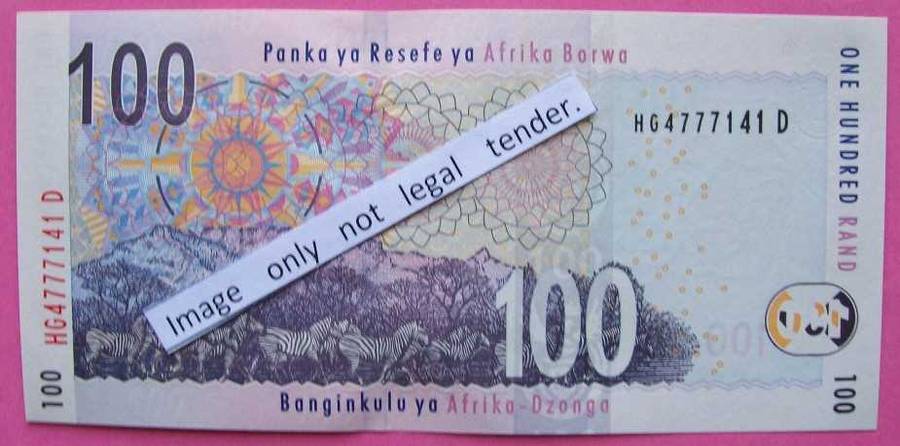 100
Panka ya Resefe ya Afrika Borwa
HG4777141 D
ONE HUNDRED RAND
Image only not legal tender.
HG4777141 D
100
100
100
100
Banginkulu ya Afrika-Dzonga